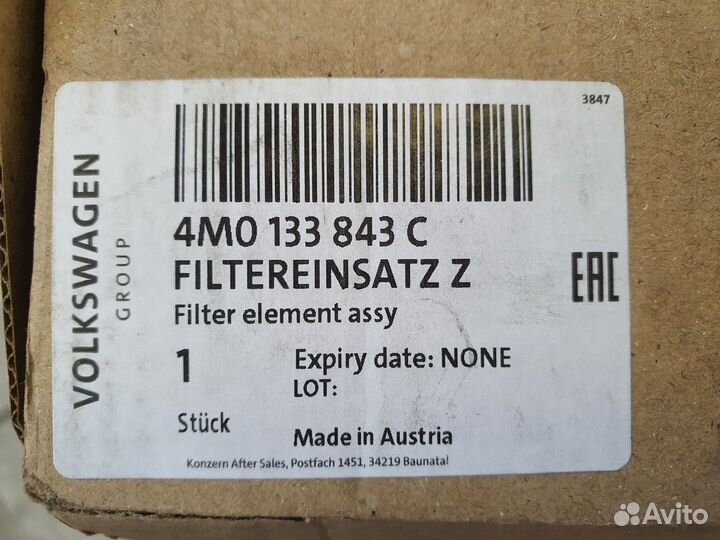 3847
VOLKSWAGEN
GROUP
4M0 133 843 C
FILTEREINSATZ Z
Filter element assy
EAC
1 Expiry date: NONE
LOT:
Stück
Made in Austria
Konzern After Sales, Postfach 1451, 34219 Baunatal
Avito